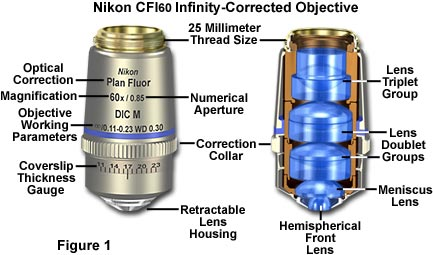 Nikon CFI60 Infinity-Corrected Objective
25 Millimeter
Thread Size
Optical
Correction
Magnification
Objective
Working
Parameters
Coverslip
Thickness
Gauge
Nikon
Plan Fluor
60x / 0.85
DIC M
0.11-0.23 WD 0.30
11 14 17 20 23
Numerical
Aperture
Correction
Collar
Retractable
Lens
Housing
Lens
Triplet
Group
Lens
Doublet
Groups
Meniscus
Lens
Hemispherical
Front
Lens
Figure 1